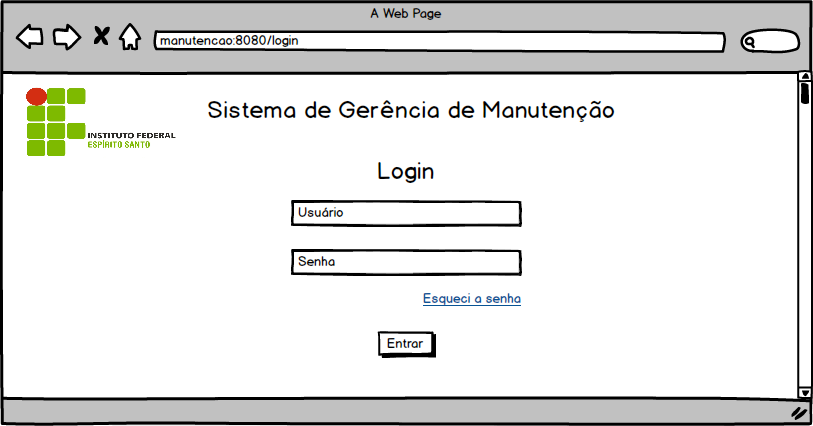 A Web Page
manutencao:8080/login
Sistema de Gerência de Manutenção
INSTITUTO FEDERAL
ESPÍRITO SANTO
Login
Usuário
Senha
Esqueci a senha
Entrar